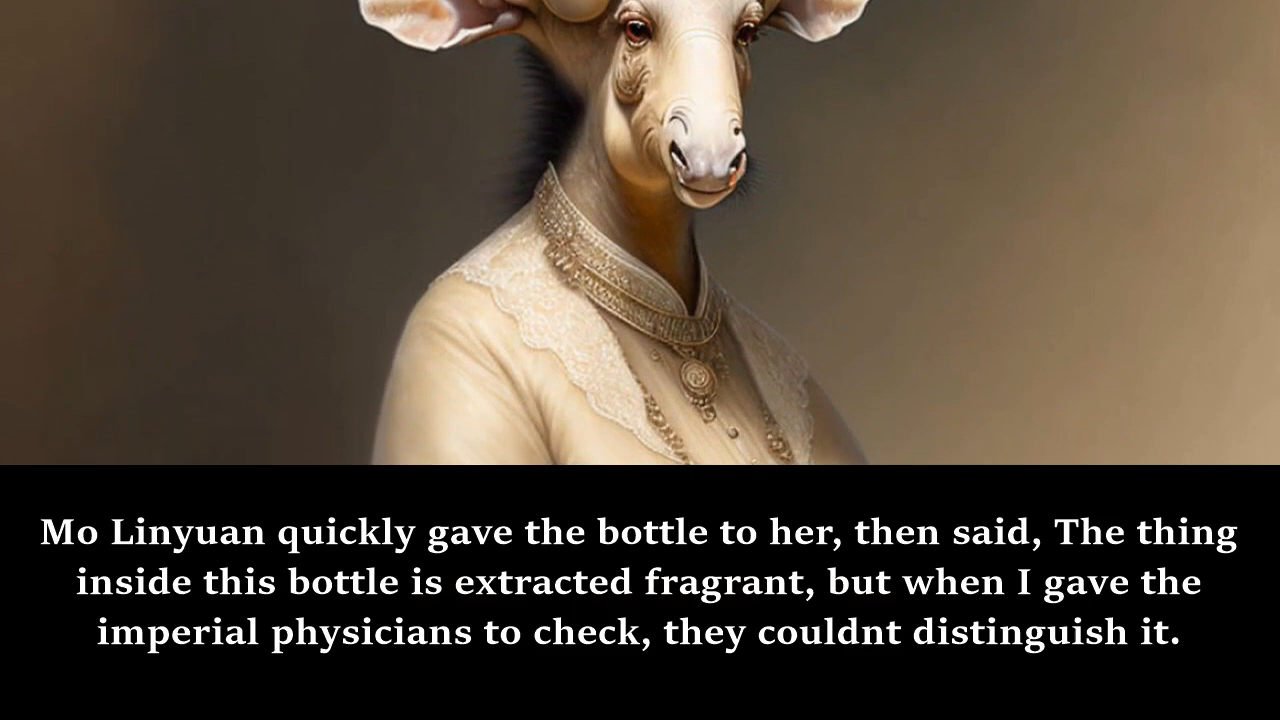 Mo Linyuan quickly gave the bottle to her, then said, The thing
inside this bottle is extracted fragrant, but when I gave the
imperial physicians to check, they couldnt distinguish it.